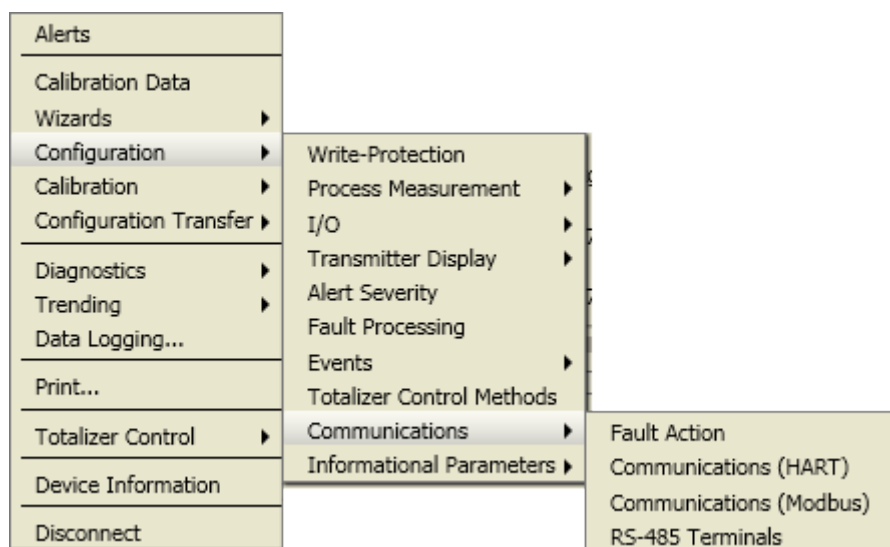 Alerts
Calibration Data
Wizards
Configuration
Calibration
Configuration Transfer
Diagnostics
Trending
Data Logging...
Print...
Totalizer Control
Device Information
Disconnect
Write-Protection
Process Measurement
I/O
Transmitter Display
Alert Severity
Fault Processing
Events
Totalizer Control Methods
Communications
Informational Parameters
Fault Action
Communications (HART)
Communications (Modbus)
RS-485 Terminals